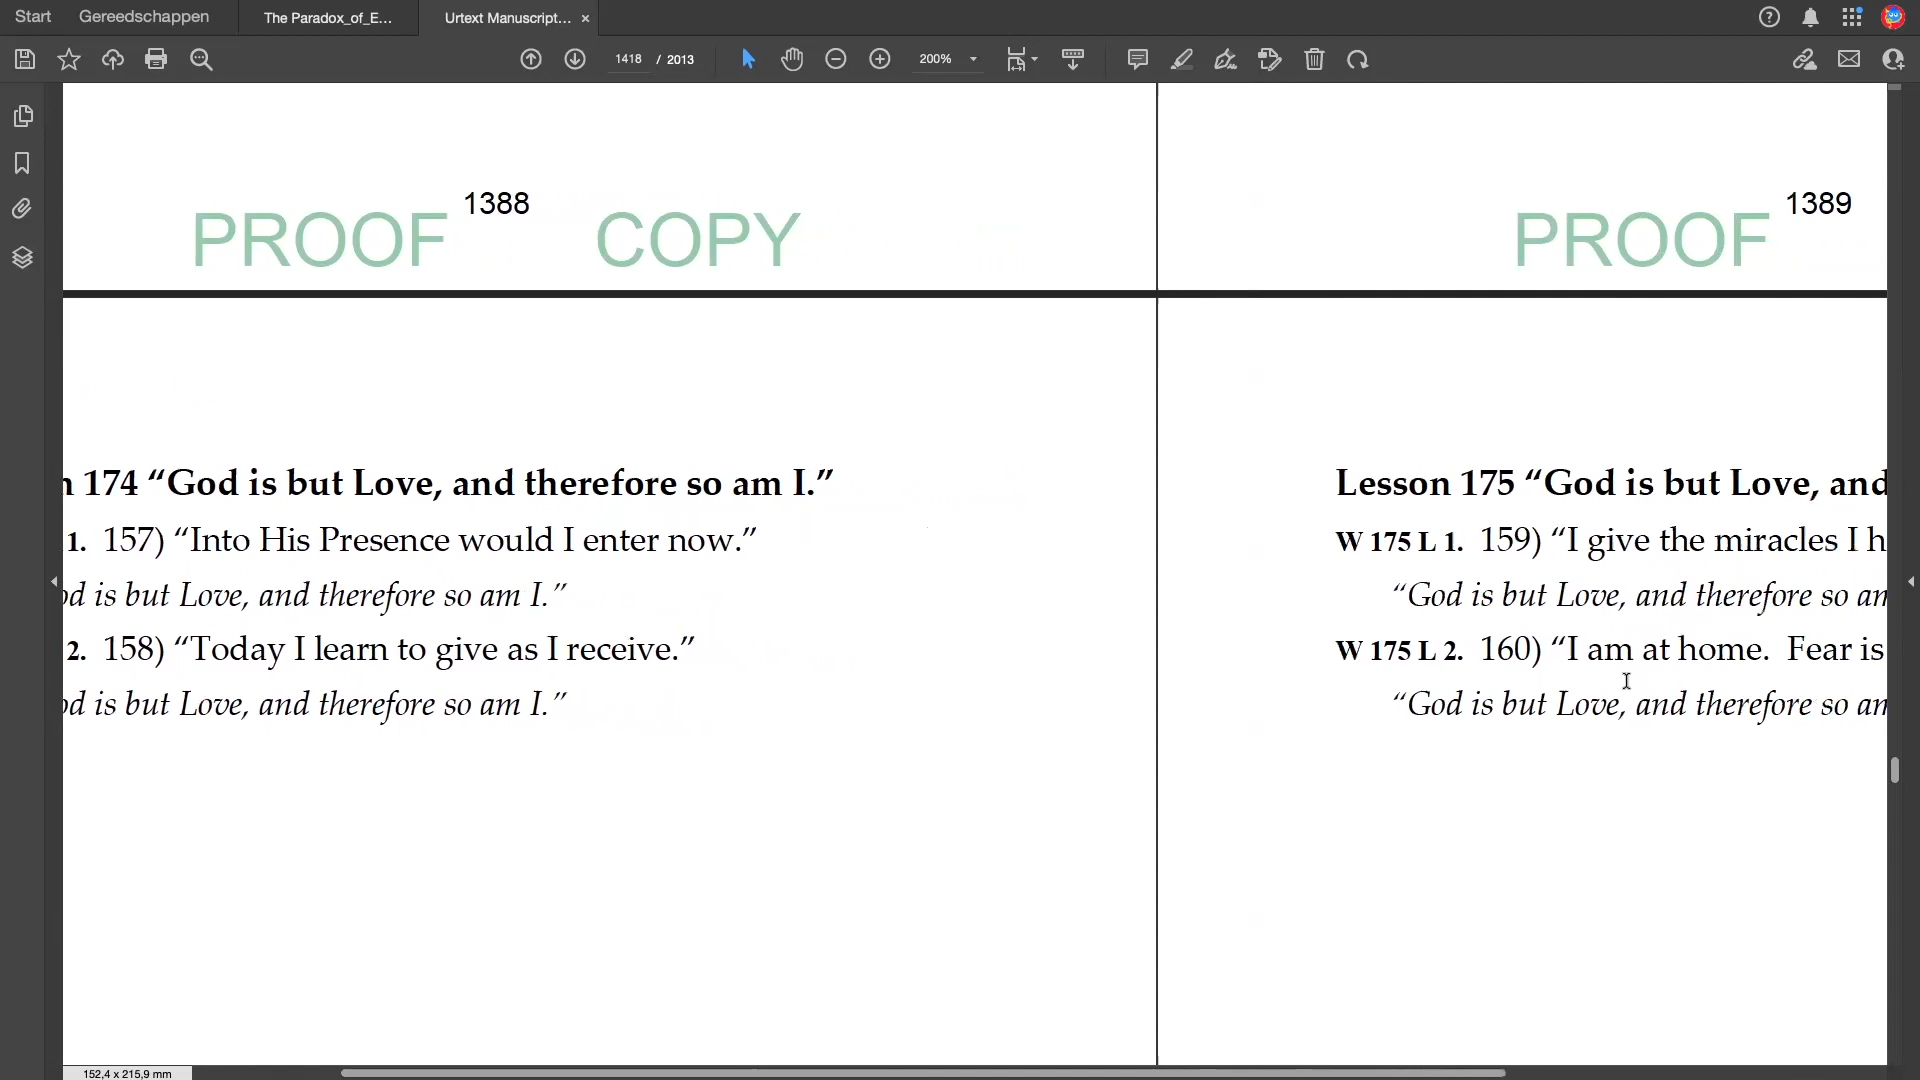 Start Gereedschappen The Paradox_of_E... Urtext Manuscript...
1418 / 2013 200%
1388
PROOF COPY
1389
PROOF
174 “God is but Love, and therefore so am I.”
1. 157) “Into His Presence would I enter now.”
is but Love, and therefore so am I.”
2. 158) “Today I learn to give as I receive.”
is but Love, and therefore so am I.”
Lesson 175 “God is but Love, and
W 175 L 1. 159) “I give the miracles I h
“God is but Love, and therefore so am
W 175 L 2. 160) “I am at home. Fear is
“God is but Love, and therefore so am
152,4 x 215,9 mm